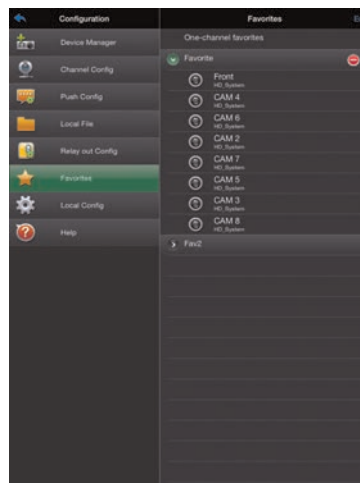 Configuration
Device Manager
Channel Config
Push Config
Local File
Relay out Config
Favorites
Local Config
Help
Favorites
One-channel favorites
Favorite
Front
HD_System
CAM 4
HD_System
CAM 6
HD_System
CAM 2
HD_System
CAM 7
HD_System
CAM 5
HD_System
CAM 3
HD_System
CAM 8
HD_System
Fav2